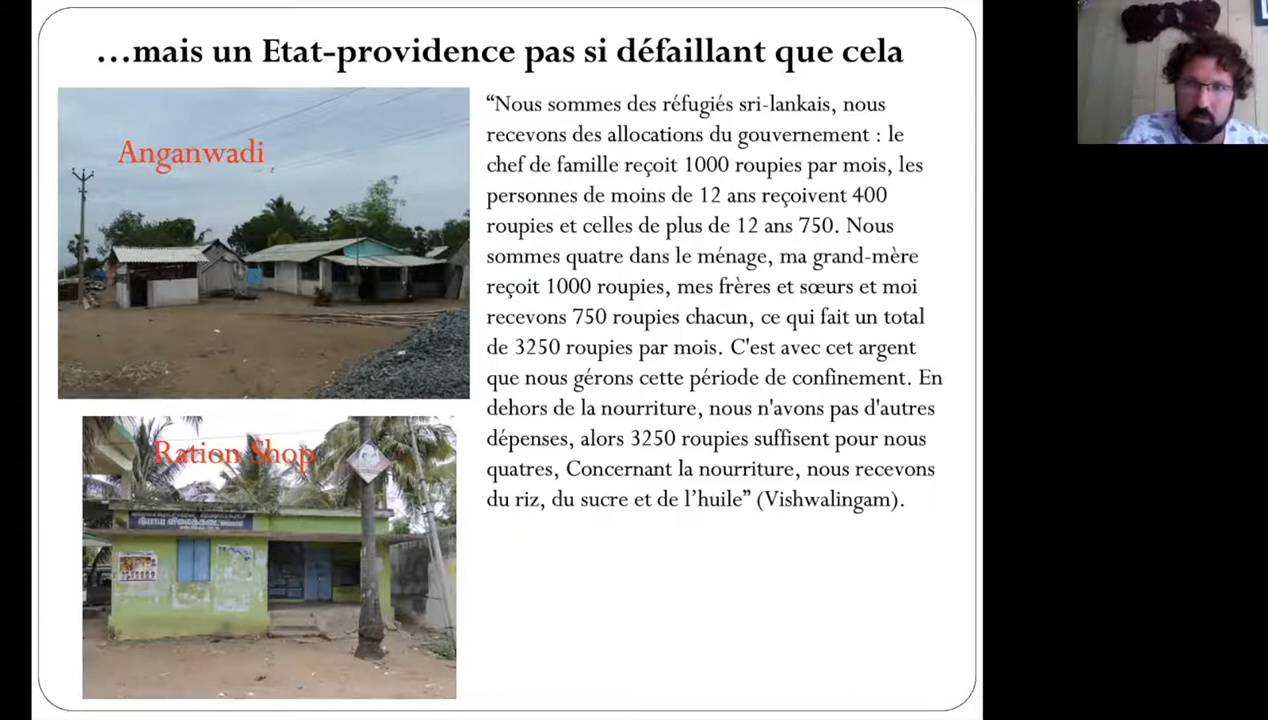 …mais un Etat-providence pas si défaillant que cela
Anganwadi
Ration Shop
“Nous sommes des réfugiés sri-lankais, nous
recevons des allocations du gouvernement : le
chef de famille reçoit 1000 roupies par mois, les
personnes de moins de 12 ans reçoivent 400
roupies et celles de plus de 12 ans 750. Nous
sommes quatre dans le ménage, ma grand-mère
reçoit 1000 roupies, mes frères et sœurs et moi
recevons 750 roupies chacun, ce qui fait un total
de 3250 roupies par mois. C'est avec cet argent
que nous gérons cette période de confinement. En
dehors de la nourriture, nous n'avons pas d'autres
dépenses, alors 3250 roupies suffisent pour nous
quatres, Concernant la nourriture, nous recevons
du riz, du sucre et de l’huile” (Vishwalingam).